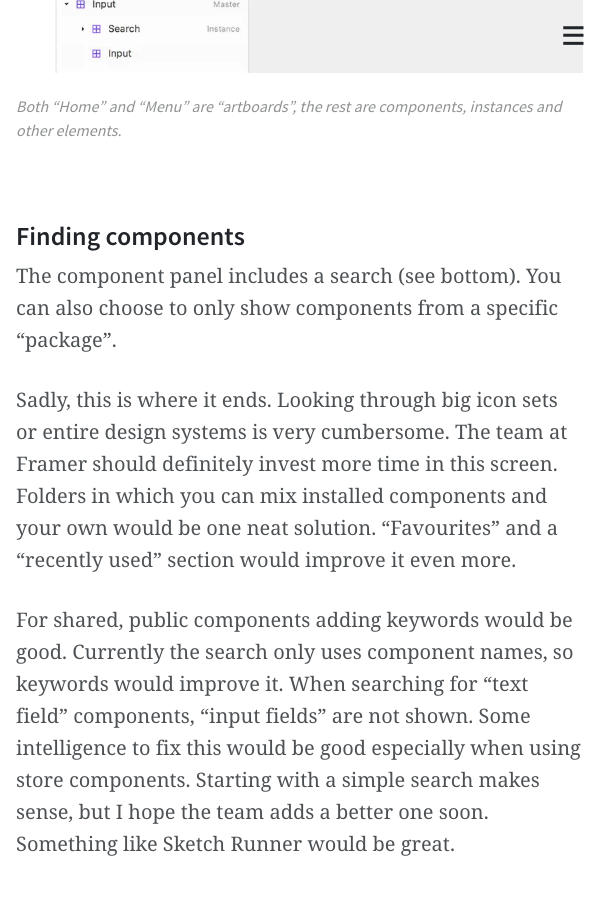 Input Master
Search Instance
Input
Both “Home” and “Menu” are “artboards”, the rest are components, instances and
other elements.
Finding components
The component panel includes a search (see bottom). You
can also choose to only show components from a specific
“package”.
Sadly, this is where it ends. Looking through big icon sets
or entire design systems is very cumbersome. The team at
Framer should definitely invest more time in this screen.
Folders in which you can mix installed components and
your own would be one neat solution. “Favourites” and a
“recently used” section would improve it even more.
For shared, public components adding keywords would be
good. Currently the search only uses component names, so
keywords would improve it. When searching for “text
field” components, “input fields” are not shown. Some
intelligence to fix this would be good especially when using
store components. Starting with a simple search makes
sense, but I hope the team adds a better one soon.
Something like Sketch Runner would be great.